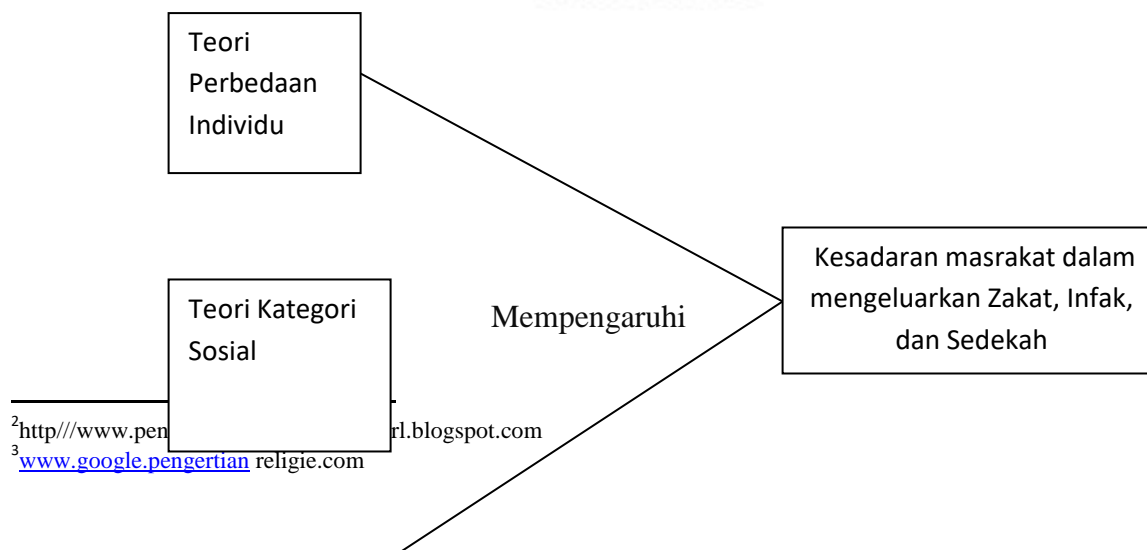 Teori
Perbedaan
Individu
Teori Kategori
Sosial
Mempengaruhi
Kesadaran masrakat dalam
mengeluarkan Zakat, Infak,
dan Sedekah
2http///www.pen rl.blogspot.com
3www.google.pengertian religie.com